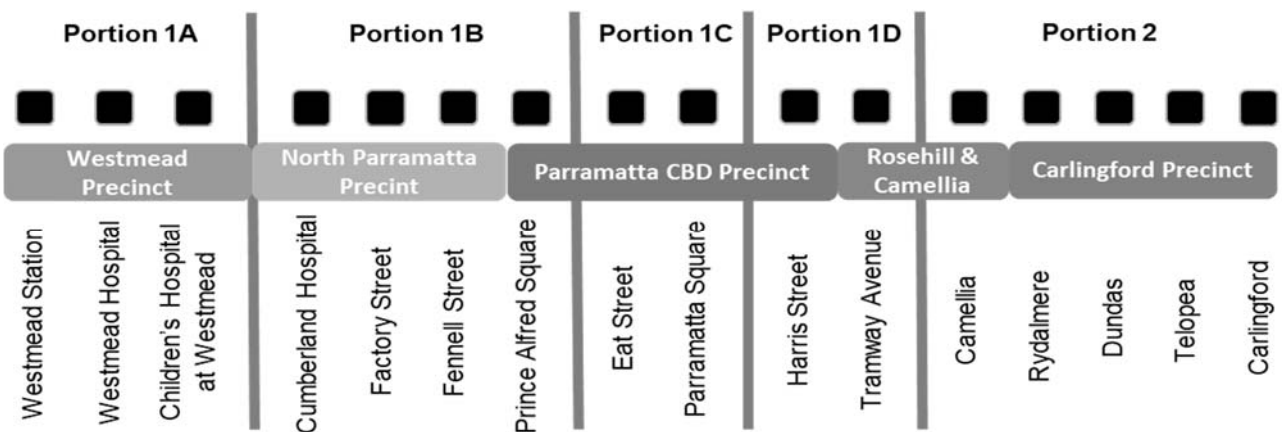 Portion 1A
Portion 1B
Portion 1C
Portion 1D
Portion 2
Westmead
Precinct
North Parramatta
Precint
Parramatta CBD Precinct
Rosehill &
Camellia
Carlingford Precinct
Westmead Station
Westmead Hospital
Children's Hospital
at Westmead
Cumberland Hospital
Factory Street
Fennell Street
Prince Alfred Square
Eat Street
Parramatta Square
Harris Street
Tramway Avenue
Camellia
Rydalmere
Dundas
Telopea
Carlingford